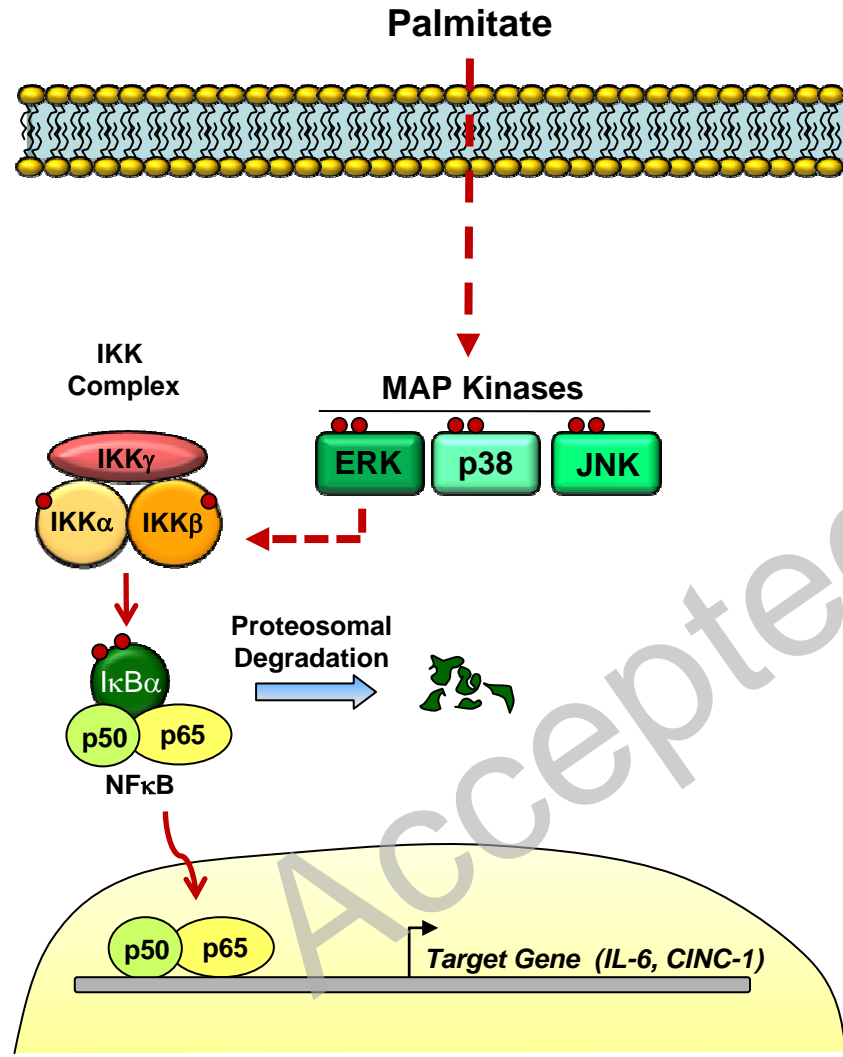 Palmitate
IKK
Complex
MAP Kinases
IKKγ
ERK
p38
JNK
IKKα
IKKβ
Proteosomal
Degradation
IκBα
p50
p65
NFκB
p50
p65
Target Gene (IL-6, CINC-1)
Accepted